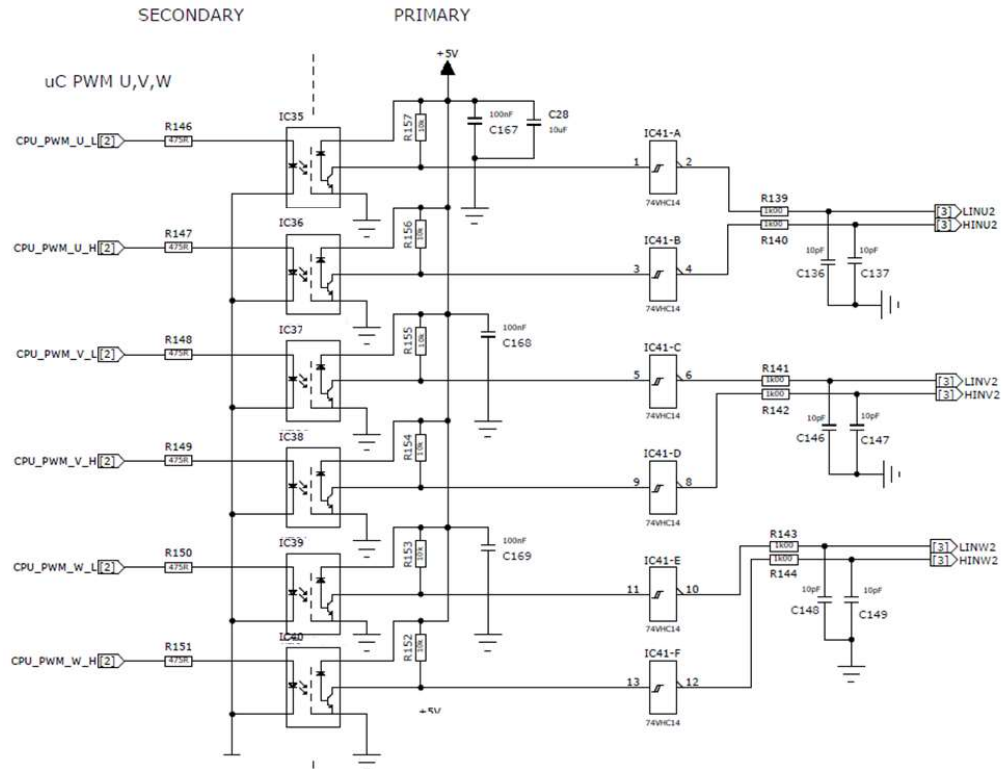 SECONDARY PRIMARY
+5V
uC PWM U,V,W
IC35
R157 10k
100nF C167
C28 10uF
IC41-A
R146
CPU_PWM_U_L [2] 475R
1 2
74VHC14
R139
1k00
[3] LINU2
[3] HINU2
1k00
R140
IC36
R156 10k
IC41-B
R147
CPU_PWM_U_H [2] 475R
3 4
74VHC14
10pF 10pF
C136 C137
IC37
R155 10k
100nF
C168
IC41-C
R148
CPU_PWM_V_L [2] 475R
5 6
74VHC14
R141
1k00
[3] LINV2
[3] HINV2
1k00
R142
IC38
R154 10k
IC41-D
R149
CPU_PWM_V_H [2] 475R
9 8
74VHC14
10pF 10pF
C146 C147
IC39
R153 10k
100nF
C169
IC41-E
R150
CPU_PWM_W_L [2] 475R
11 10
74VHC14
R143
1k00
[3] LINW2
[3] HINW2
1k00
R144
IC40
R152 10k
IC41-F
R151
CPU_PWM_W_H [2] 475R
13 12
74VHC14
10pF 10pF
C148 C149
+5V